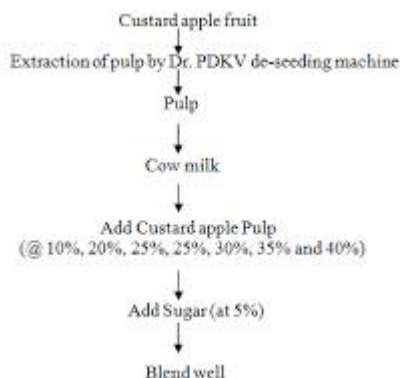 Custard apple fruit
Extraction of pulp by Dr. PDKV de-seeding machine
Pulp
Cow milk
Add Custard apple Pulp
(@ 10%, 20%, 25%, 25%, 30%, 35% and 40%)
Add Sugar (at 5%)
Blend well